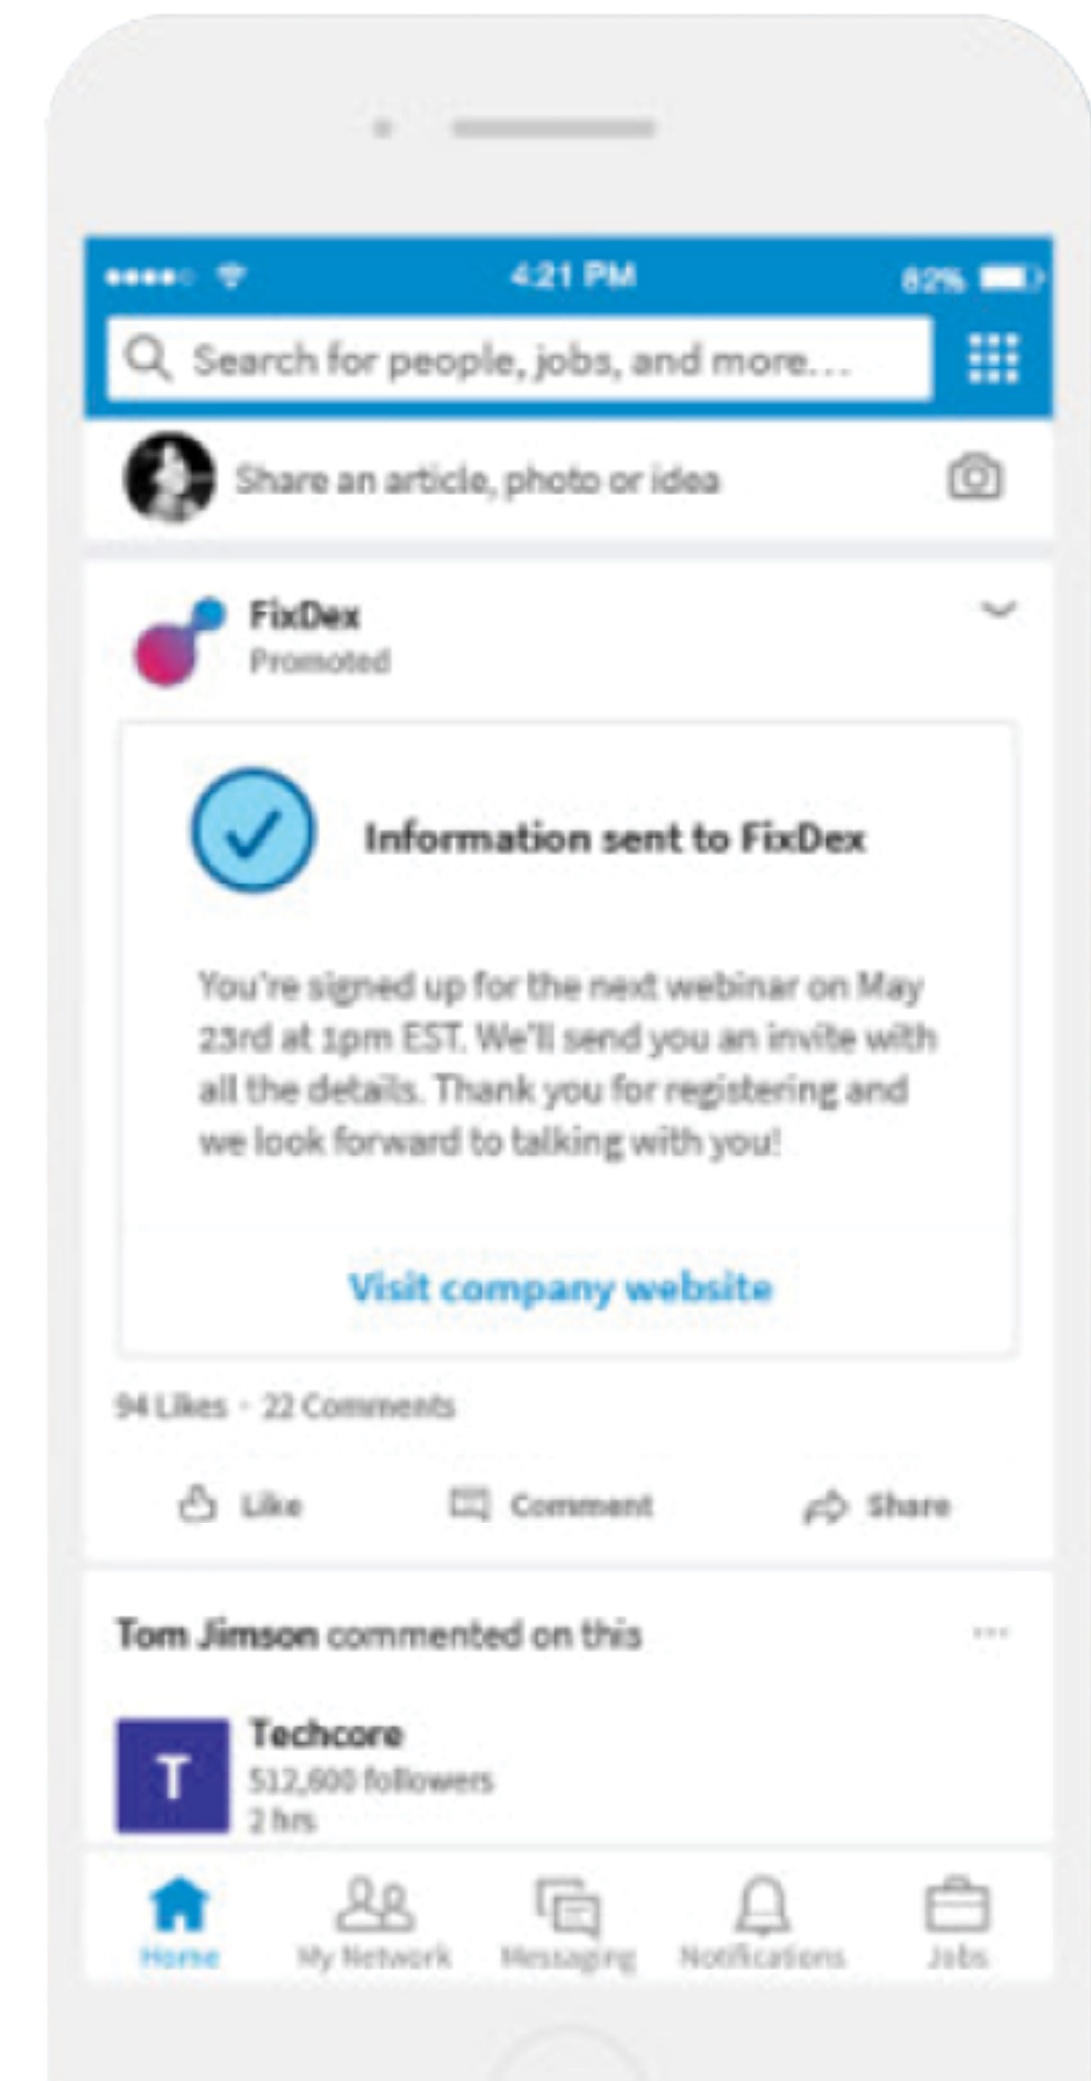 4:21 PM
82%
Search for people, jobs, and more...
Share an article, photo or idea
FixDex
Promoted
Information sent to FixDex
You're signed up for the next webinar on May
23rd at 1pm EST. We'll send you an invite with
all the details. Thank you for registering and
we look forward to talking with you!
Visit company website
94 Likes · 22 Comments
Like
Comment
Share
Tom Jimson commented on this
T
Techcore
512,600 followers
2 hrs
Home
My Network
Messaging
Notifications
Jobs